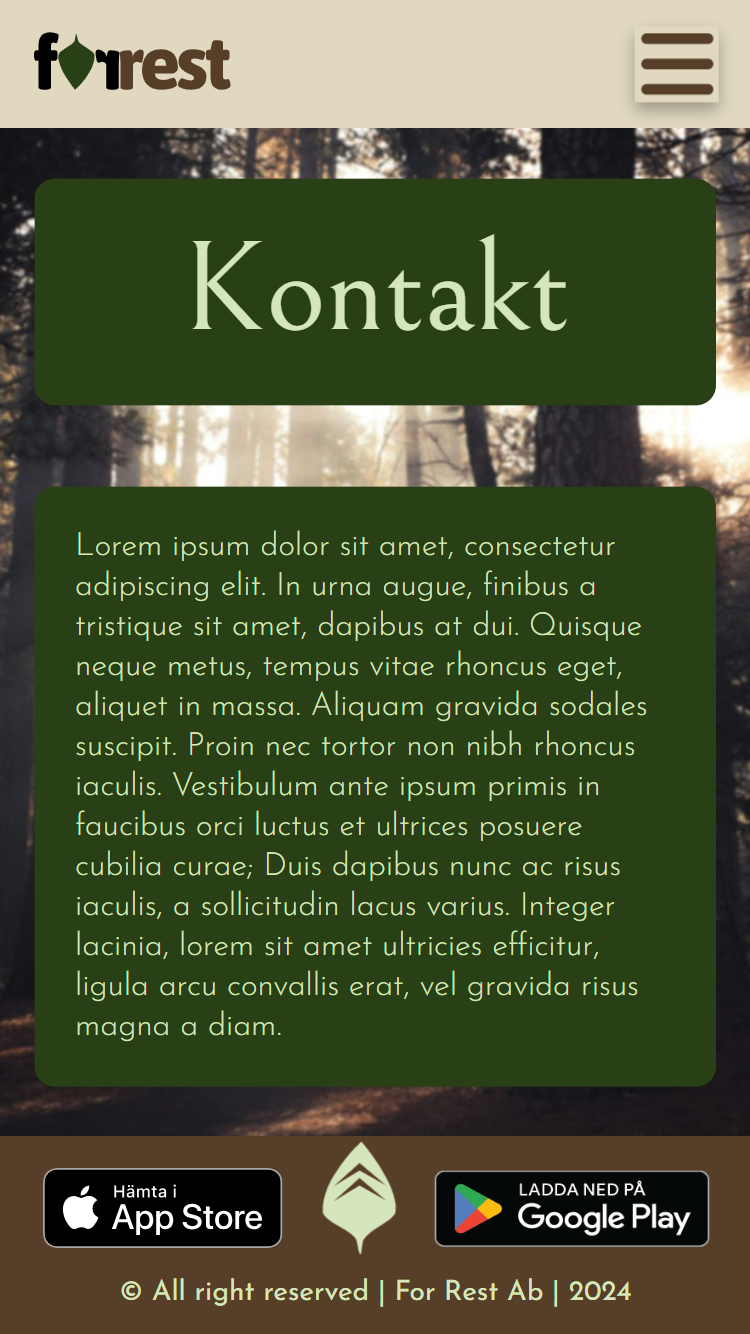 forrest
Kontakt
Lorem ipsum dolor sit amet, consectetur
adipiscing elit. In urna augue, finibus a
tristique sit amet, dapibus at dui. Quisque
neque metus, tempus vitae rhoncus eget,
aliquet in massa. Aliquam gravida sodales
suscipit. Proin nec tortor non nibh rhoncus
iaculis. Vestibulum ante ipsum primis in
faucibus orci luctus et ultrices posuere
cubilia curae; Duis dapibus nunc ac risus
iaculis, a sollicitudin lacus varius. Integer
lacinia, lorem sit amet ultricies efficitur,
ligula arcu convallis erat, vel gravida risus
magna a diam.
Hämta i
App Store
LADDA NED PÅ
Google Play
© All right reserved | For Rest Ab | 2024